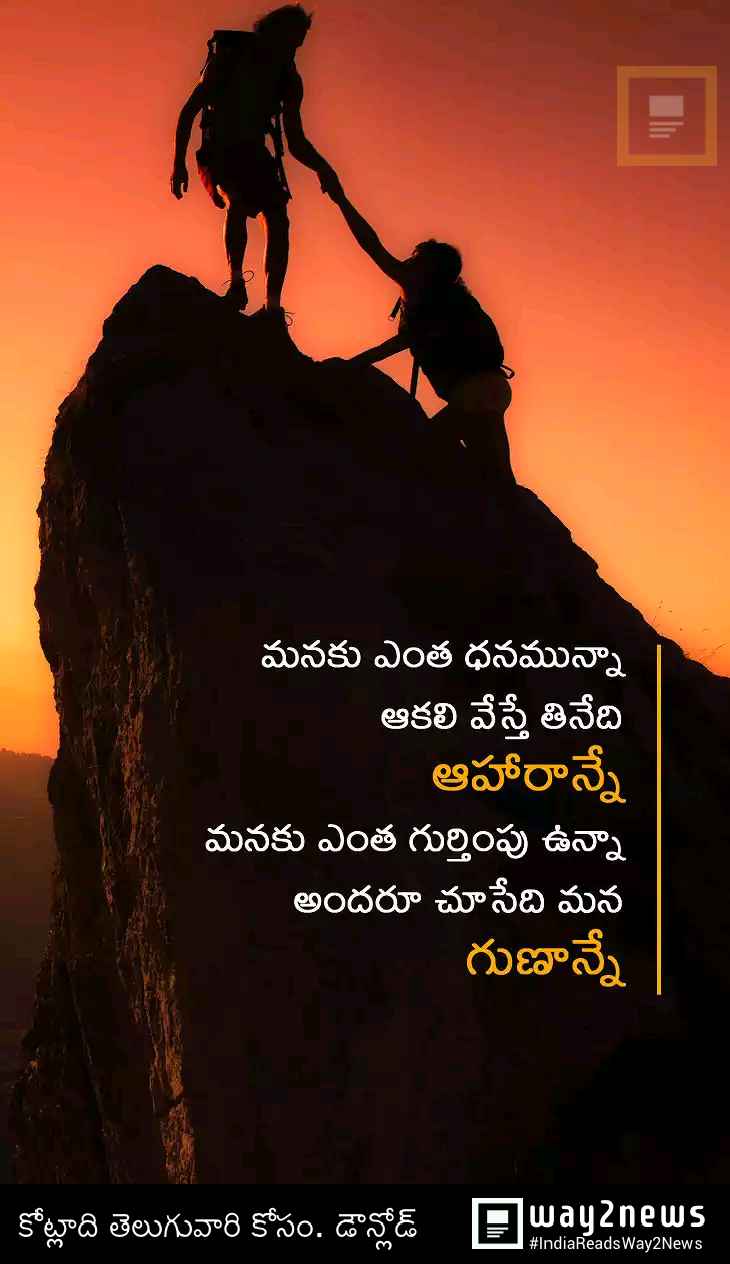 మనకు ఎంత ధనమున్నా
ఆకలి వేస్తే తినేది
ఆహారాన్నే
మనకు ఎంత గుర్తింపు ఉన్నా
అందరూ చూసేది మన
గుణాన్నే
కోట్లాది తెలుగువారి కోసం. డౌన్లోడ్
way2news
#IndiaReadsWay2News